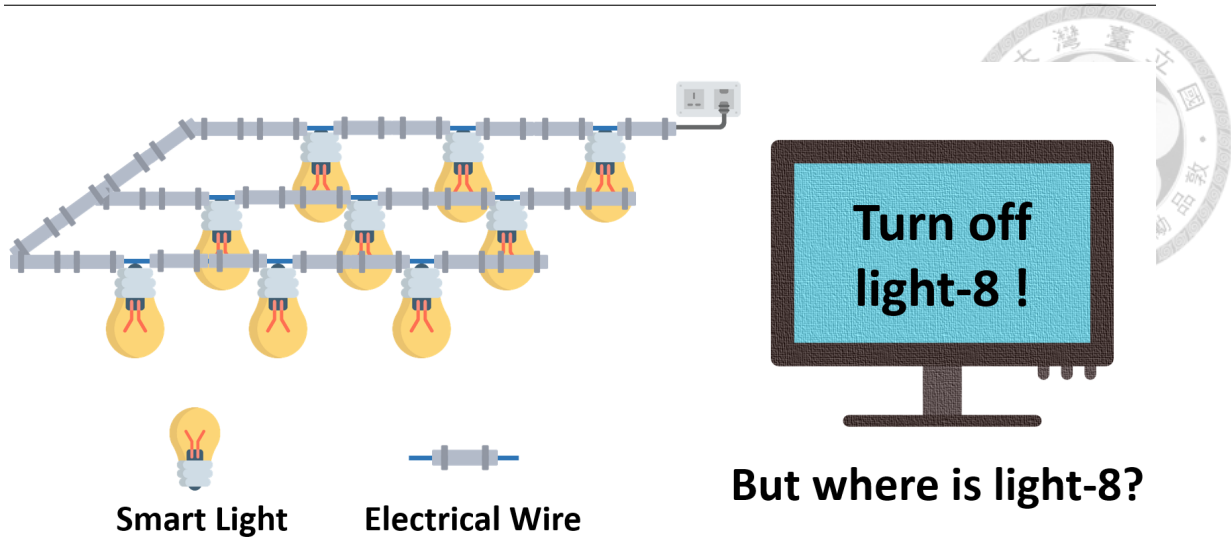 Turn off
light-8 !
But where is light-8?
Smart Light
Electrical Wire